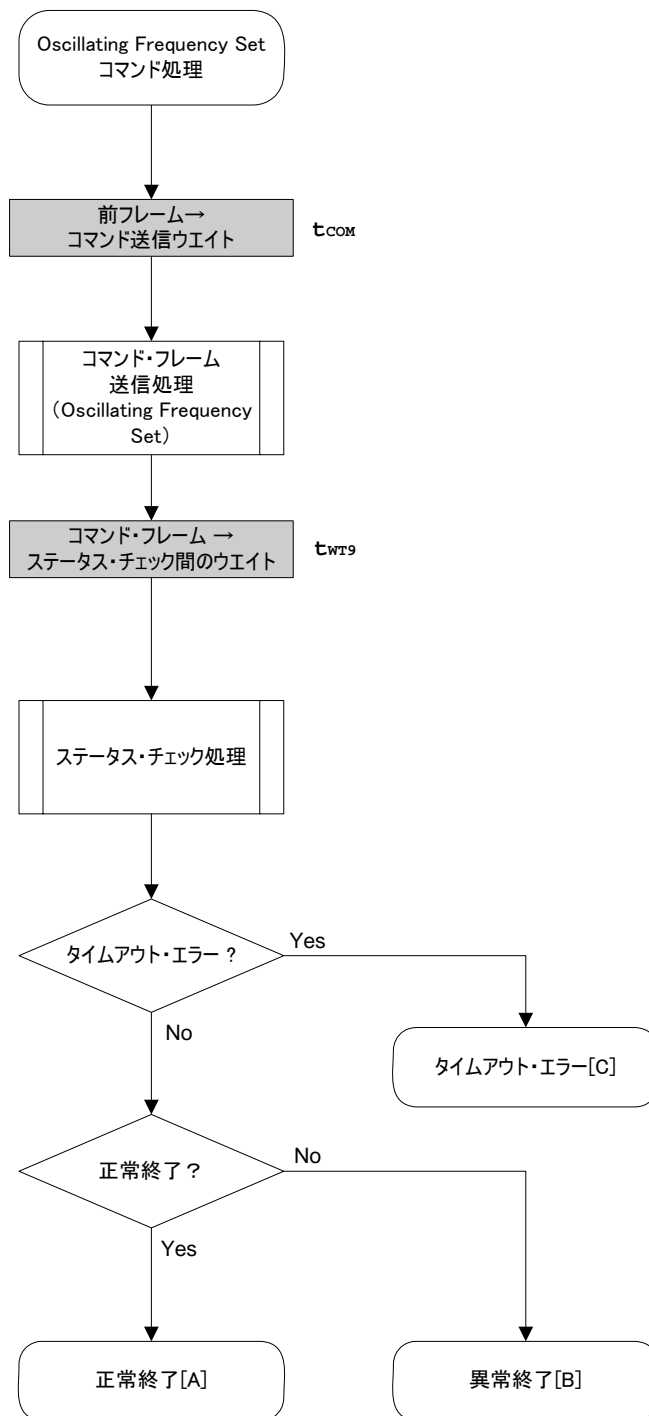 Oscillating Frequency Set
コマンド処理
前フレーム→
コマンド送信ウエイト
tCOM
コマンド・フレーム
送信処理
（Oscillating Frequency
Set）
コマンド・フレーム →
ステータス・チェック間のウエイト
tWT9
ステータス・チェック処理
タイムアウト・エラー ?
Yes
No
タイムアウト・エラー[C]
正常終了？
No
Yes
正常終了[A]
異常終了[B]